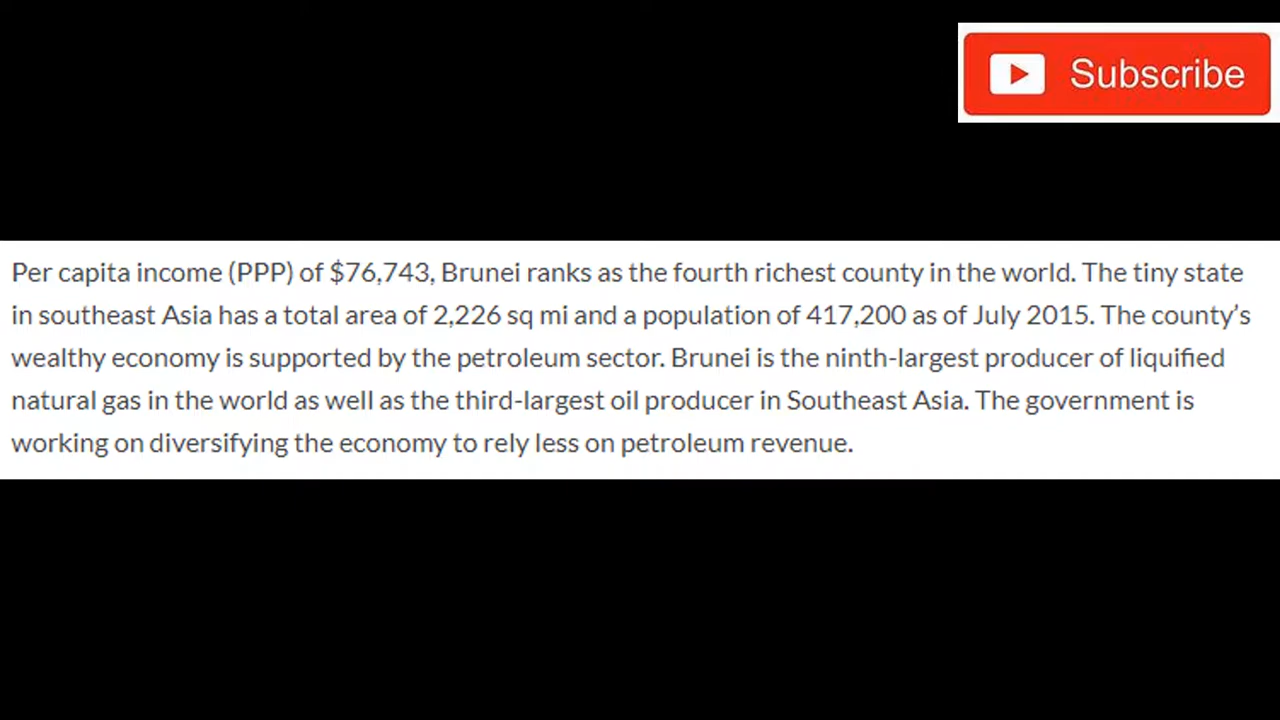 Subscribe
Per capita income (PPP) of $76,743, Brunei ranks as the fourth richest county in the world. The tiny state
in southeast Asia has a total area of 2,226 sq mi and a population of 417,200 as of July 2015. The county’s
wealthy economy is supported by the petroleum sector. Brunei is the ninth-largest producer of liquified
natural gas in the world as well as the third-largest oil producer in Southeast Asia. The government is
working on diversifying the economy to rely less on petroleum revenue.